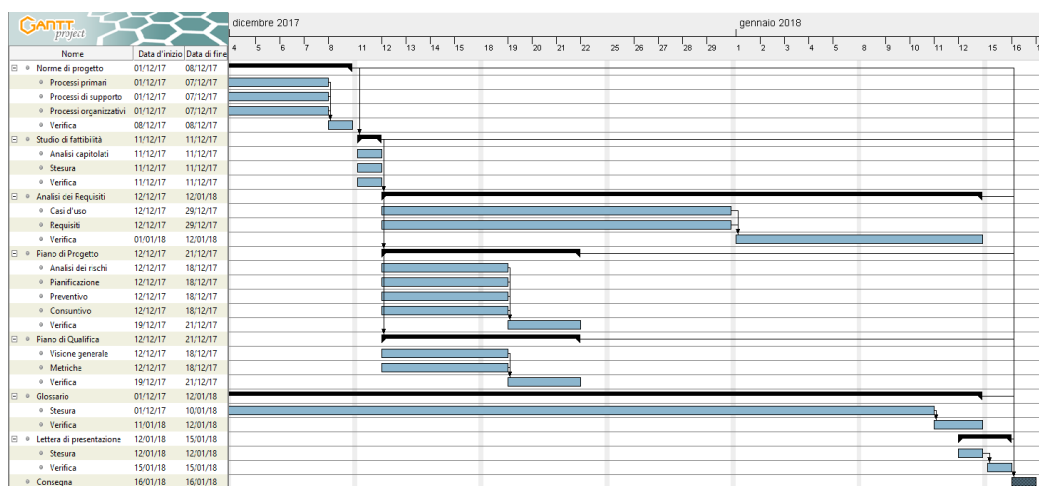 GANTT
project
dicembre 2017 gennaio 2018
Nome Data d'inizio Data di fine
4 5 6 7 8 11 12 13 14 15 18 19 20 21 22 25 26 27 28 29 1 2 3 4 5 8 9 10 11 12 15 16
Norme di progetto 01/12/17 08/12/17
Processi primari 01/12/17 07/12/17
Processi di supporto 01/12/17 07/12/17
Processi organizzativi 01/12/17 07/12/17
Verifica 08/12/17 08/12/17
Studio di fattibilità 11/12/17 11/12/17
Analisi capitolati 11/12/17 11/12/17
Stesura 11/12/17 11/12/17
Verifica 11/12/17 11/12/17
Analisi dei Requisiti 12/12/17 12/01/18
Casi d'uso 12/12/17 29/12/17
Requisiti 12/12/17 29/12/17
Verifica 01/01/18 12/01/18
Piano di Progetto 12/12/17 21/12/17
Analisi dei rischi 12/12/17 18/12/17
Pianificazione 12/12/17 18/12/17
Preventivo 12/12/17 18/12/17
Consuntivo 12/12/17 18/12/17
Verifica 19/12/17 21/12/17
Piano di Qualifica 12/12/17 21/12/17
Visione generale 12/12/17 18/12/17
Metriche 12/12/17 18/12/17
Verifica 19/12/17 21/12/17
Glossario 01/12/17 12/01/18
Stesura 01/12/17 10/01/18
Verifica 11/01/18 12/01/18
Lettera di presentazione 12/01/18 15/01/18
Stesura 12/01/18 12/01/18
Verifica 15/01/18 15/01/18
Consegna 16/01/18 16/01/18